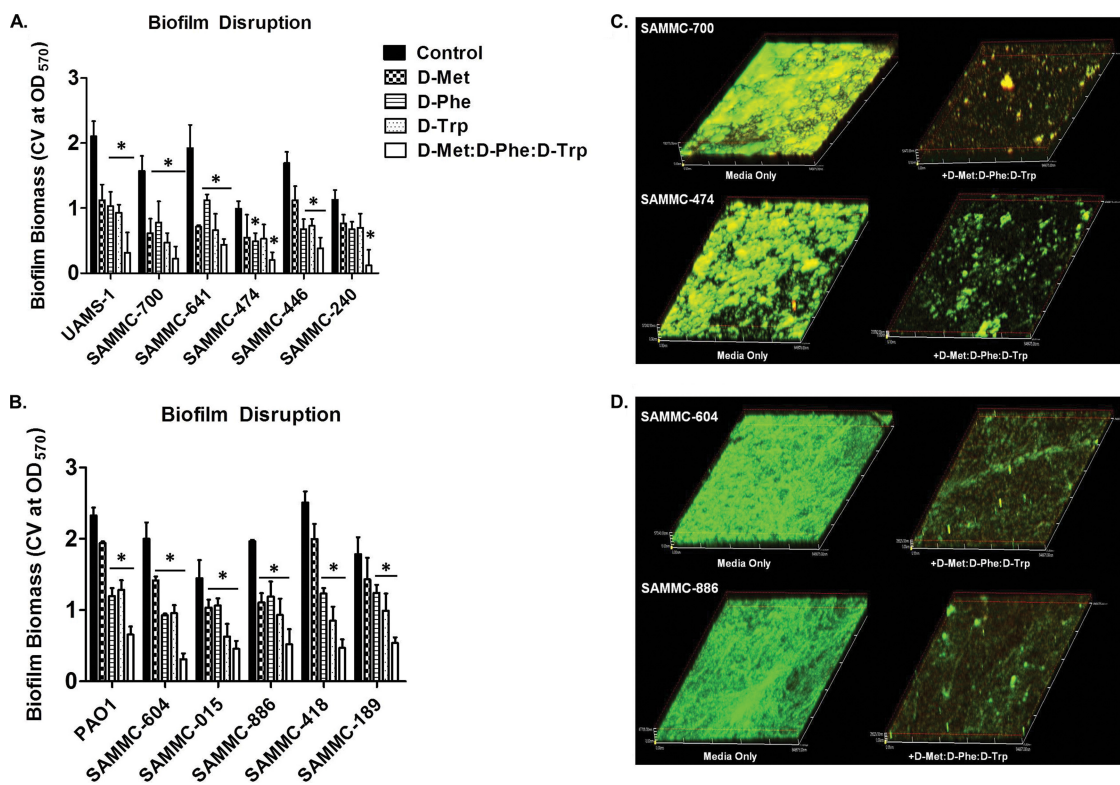 A.
Biofilm Disruption
Biofilm Biomass (CV at OD570)
3
2
1
0
* * * * * * *
UAMS-1
SAMMC-700
SAMMC-641
SAMMC-474
SAMMC-446
SAMMC-240
Control
D-Met
D-Phe
D-Trp
D-Met:D-Phe:D-Trp
B.
Biofilm Disruption
Biofilm Biomass (CV at OD570)
3
2
1
0
* * * * * *
PAO1
SAMMC-604
SAMMC-015
SAMMC-886
SAMMC-418
SAMMC-189
C.
SAMMC-700
Media Only
+D-Met:D-Phe:D-Trp
SAMMC-474
Media Only
+D-Met:D-Phe:D-Trp
D.
SAMMC-604
Media Only
+D-Met:D-Phe:D-Trp
SAMMC-886
Media Only
+D-Met:D-Phe:D-Trp